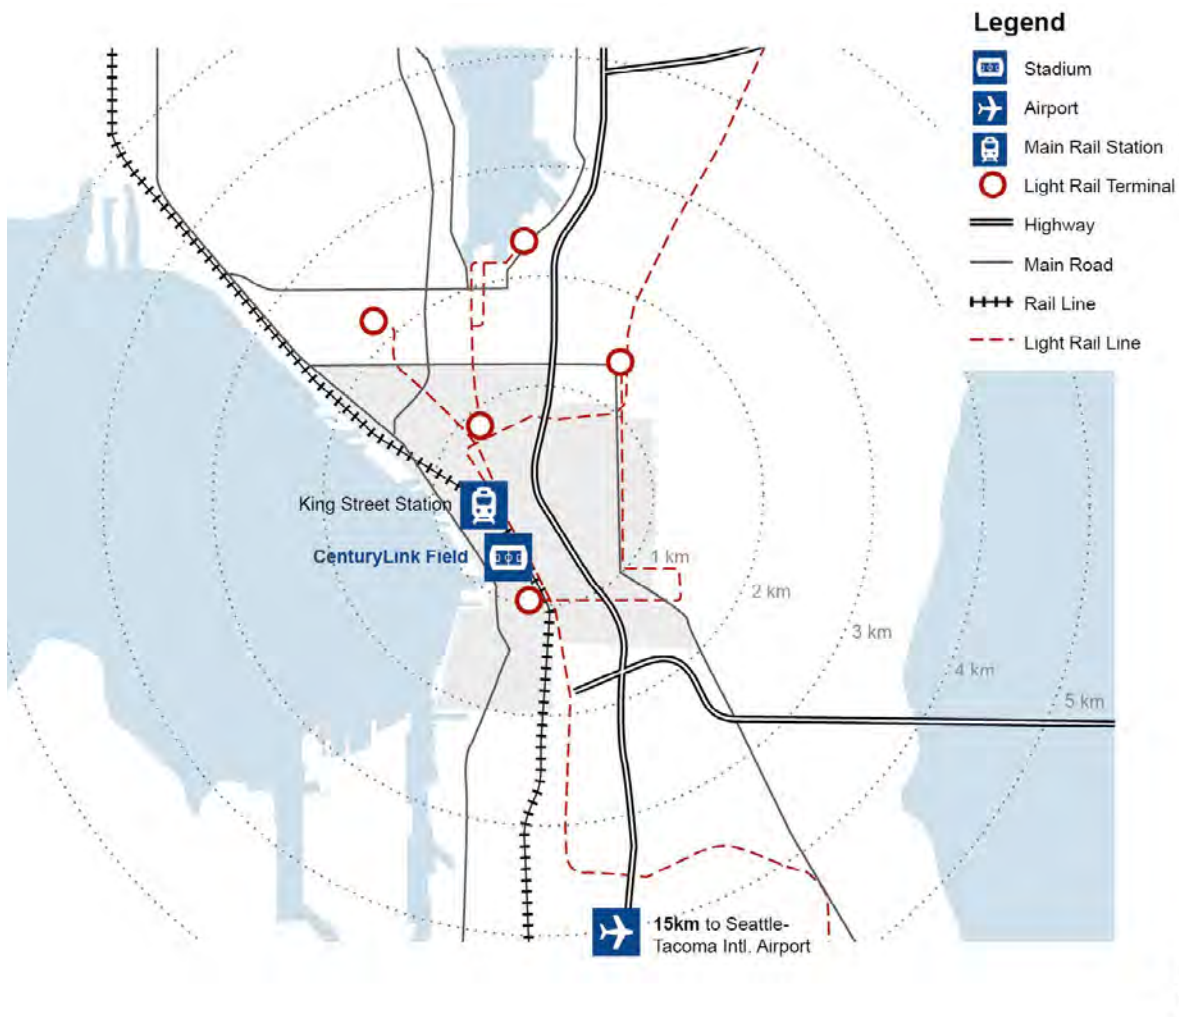 Legend
Stadium
Airport
Main Rail Station
Light Rail Terminal
Highway
Main Road
Rail Line
Light Rail Line
King Street Station
CenturyLink Field
1 km
2 km
3 km
4 km
5 km
15km to Seattle-
Tacoma Intl. Airport